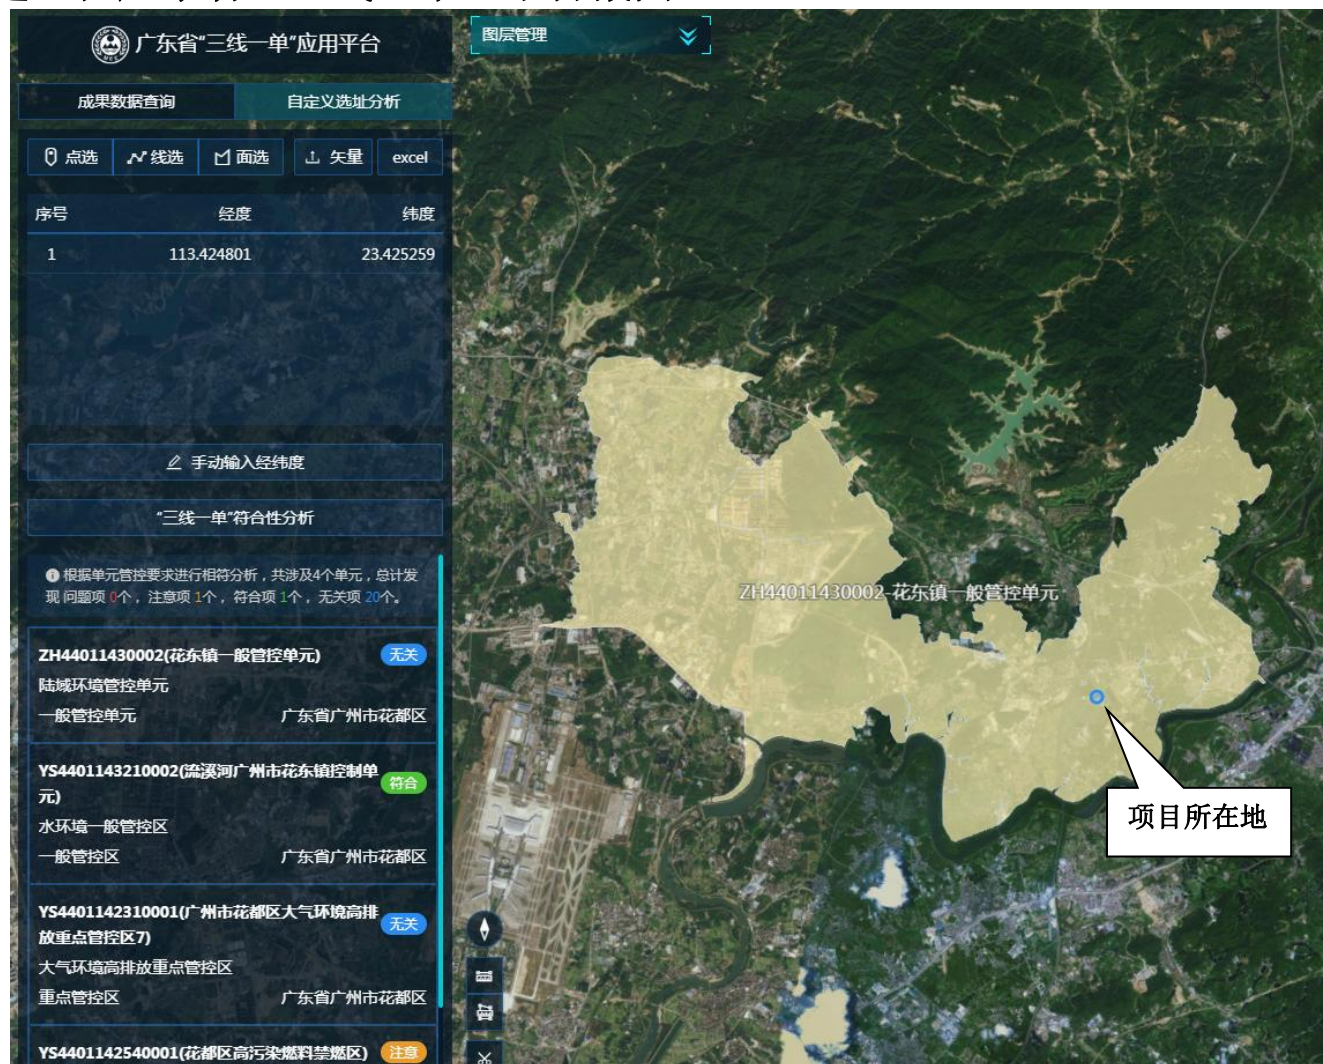 广东省“三线一单”应用平台
图层管理
成果数据查询
自定义选址分析
点选
线选
面选
矢量
excel
序号 经度 纬度
1 113.424801 23.425259
手动输入经纬度
“三线一单”符合性分析
根据单元管控要求进行相符分析，共涉及4个单元，总计发
现 问题项 0个，注意项 1个，符合项 1个，无关项 20个。
ZH44011430002(花东镇一般管控单元) 无关
陆域环境管控单元
一般管控单元 广东省广州市花都区
YS4401143210002(流溪河广州市花东镇控制单
元) 符合
水环境一般管控区
一般管控区 广东省广州市花都区
YS4401142310001(广州市花都区大气环境高排
放重点管控区7) 无关
大气环境高排放重点管控区
重点管控区 广东省广州市花都区
YS4401142540001(花都区高污染燃料禁燃区) 注意
ZH44011430002-花东镇一般管控单元
项目所在地